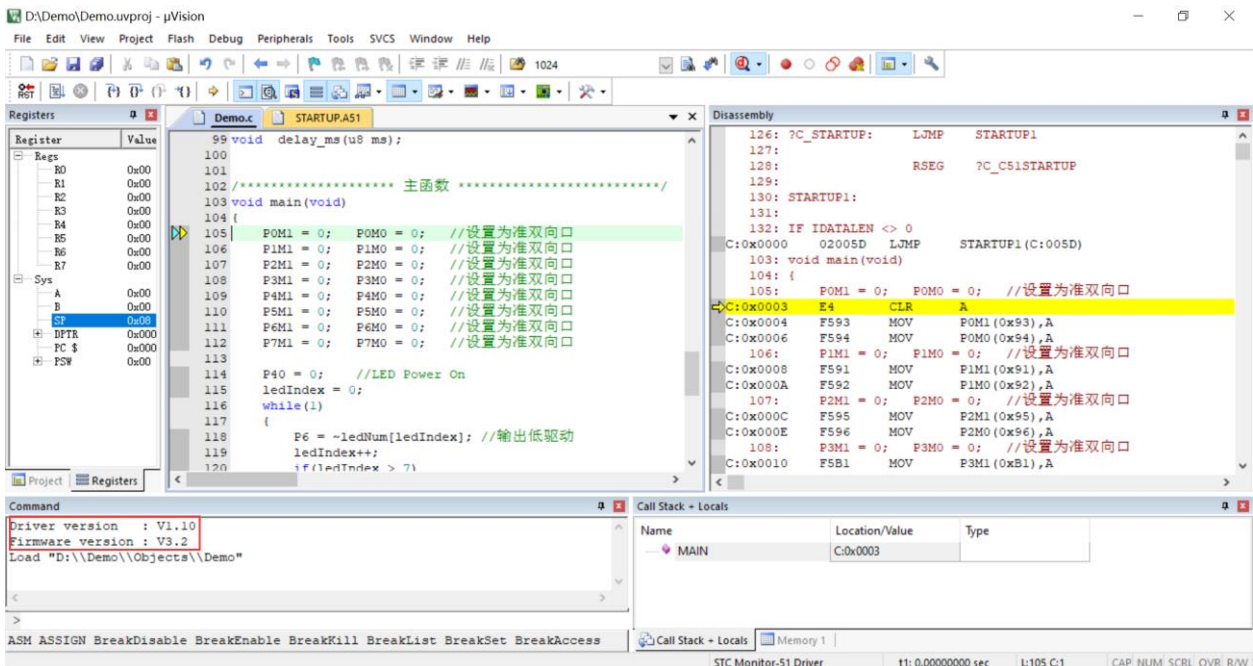 D:\Demo\Demo.uvproj - µVision
File Edit View Project Flash Debug Peripherals Tools SVCS Window Help
1024
RST
Registers
Register Value
Regs
R0 0x00
R1 0x00
R2 0x00
R3 0x00
R4 0x00
R5 0x00
R6 0x00
R7 0x00
Sys
A 0x00
B 0x00
SP 0x08
DPTR 0x000
PC $ 0x000
PSW 0x00
Project Registers
Demo.c STARTUP.A51
99 void delay_ms(u8 ms);
100
101
102 /******************** 主函数 **************************/
103 void main(void)
104 {
105 P0M1 = 0; P0M0 = 0; //设置为准双向口
106 P1M1 = 0; P1M0 = 0; //设置为准双向口
107 P2M1 = 0; P2M0 = 0; //设置为准双向口
108 P3M1 = 0; P3M0 = 0; //设置为准双向口
109 P4M1 = 0; P4M0 = 0; //设置为准双向口
110 P5M1 = 0; P5M0 = 0; //设置为准双向口
111 P6M1 = 0; P6M0 = 0; //设置为准双向口
112 P7M1 = 0; P7M0 = 0; //设置为准双向口
113
114 P40 = 0; //LED Power On
115 ledIndex = 0;
116 while(1)
117 {
118 P6 = ~ledNum[ledIndex]; //输出低驱动
119 ledIndex++;
120 if(ledIndex > 7)
Disassembly
126: ?C_STARTUP: LJMP STARTUP1
127:
128: RSEG ?C_C51STARTUP
129:
130: STARTUP1:
131:
132: IF IDATALEN <> 0
C:0x0000 02005D LJMP STARTUP1(C:005D)
103: void main(void)
104: {
105: P0M1 = 0; P0M0 = 0; //设置为准双向口
C:0x0003 E4 CLR A
C:0x0004 F593 MOV P0M1(0x93),A
C:0x0006 F594 MOV P0M0(0x94),A
106: P1M1 = 0; P1M0 = 0; //设置为准双向口
C:0x0008 F591 MOV P1M1(0x91),A
C:0x000A F592 MOV P1M0(0x92),A
107: P2M1 = 0; P2M0 = 0; //设置为准双向口
C:0x000C F595 MOV P2M1(0x95),A
C:0x000E F596 MOV P2M0(0x96),A
108: P3M1 = 0; P3M0 = 0; //设置为准双向口
C:0x0010 F5B1 MOV P3M1(0xB1),A
Command
Driver version : V1.10
Firmware version : V3.2
Load "D:\\Demo\\Objects\\Demo"
>
ASM ASSIGN BreakDisable BreakEnable BreakKill BreakList BreakSet BreakAccess
Call Stack + Locals
Name Location/Value Type
MAIN C:0x0003
Call Stack + Locals Memory 1
STC Monitor-51 Driver t1: 0.00000000 sec L:105 C:1 CAP NUM SCRL OVR R/W